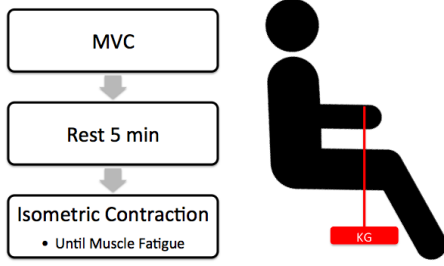 MVC
Rest 5 min
Isometric Contraction
• Until Muscle Fatigue
KG